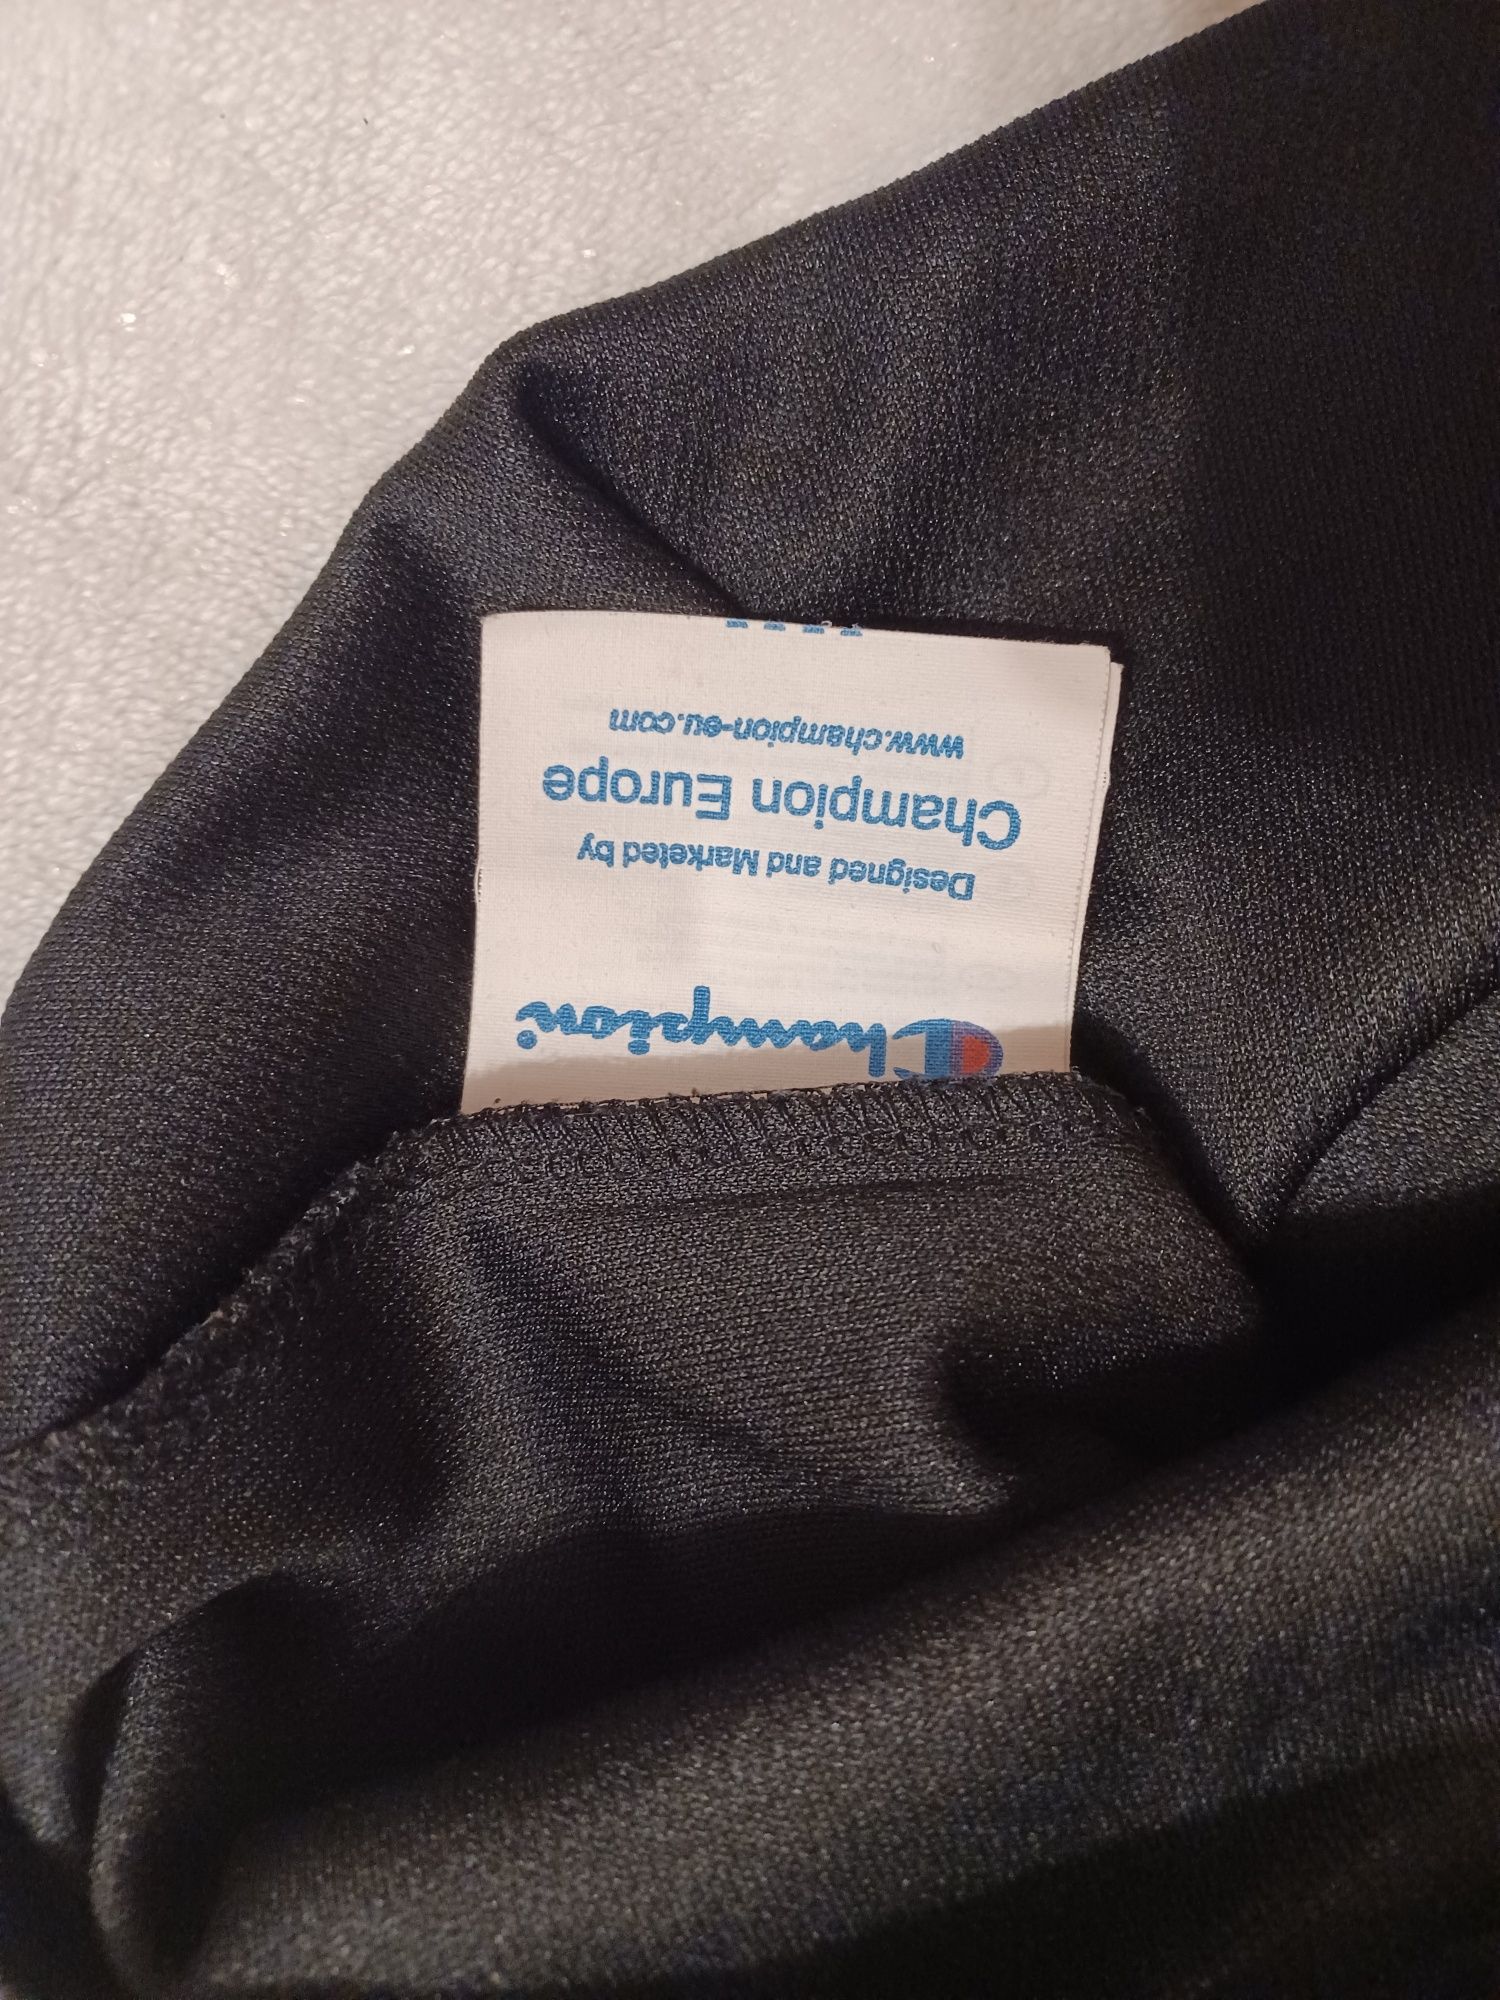 Champion
Designed and Marketed by
Champion Europe
www.champion-eu.com